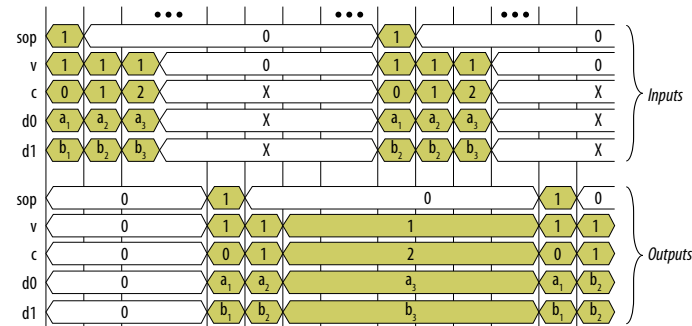 ••• ••• •••
sop 1 0 1 0
v 1 1 1 0 1 1 1 0
c 0 1 2 X 0 1 2 X
d0 a₁ a₂ a₃ X a₁ a₂ a₃ X
d1 b₁ b₂ b₃ X b₂ b₂ b₃ X
Inputs
sop 0 1 0 1 0
v 0 1 1 1 1 1
c 0 0 1 2 0 1
d0 0 a₁ a₂ a₃ a₁ b₂
d1 0 b₁ b₂ b₃ b₁ b₂
Outputs